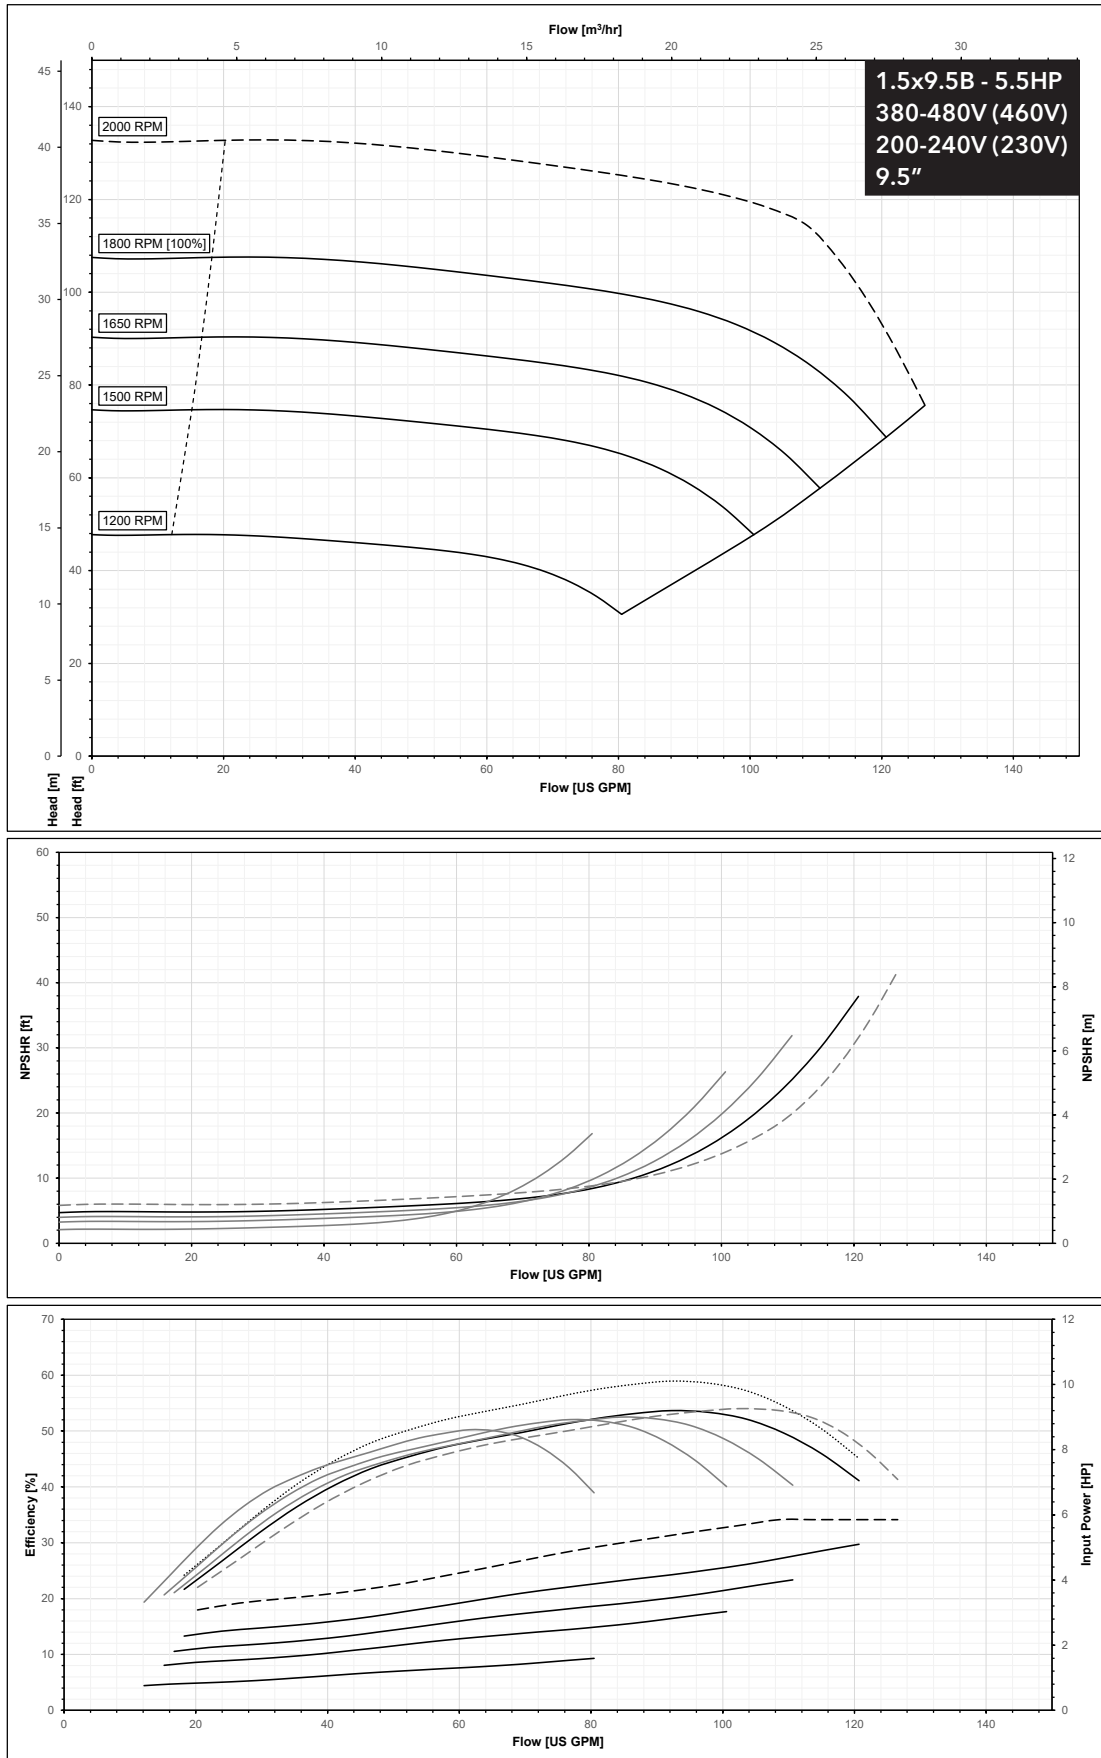 Flow [m³/hr]
0 5 10 15 20 25 30
1.5x9.5B - 5.5HP
380-480V (460V)
200-240V (230V)
9.5″
45
40
35
30
25
20
15
10
5
0
140
120
100
80
60
40
20
0
2000 RPM
1800 RPM [100%]
1650 RPM
1500 RPM
1200 RPM
0 20 40 60 80 100 120 140
Flow [US GPM]
Head [m]
Head [ft]
60
50
40
30
20
10
0
NPSHR [ft]
12
10
8
6
4
2
0
NPSHR [m]
0 20 40 60 80 100 120 140
Flow [US GPM]
70
60
50
40
30
20
10
0
Efficiency [%]
12
10
8
6
4
2
0
Input Power [HP]
0 20 40 60 80 100 120 140
Flow [US GPM]